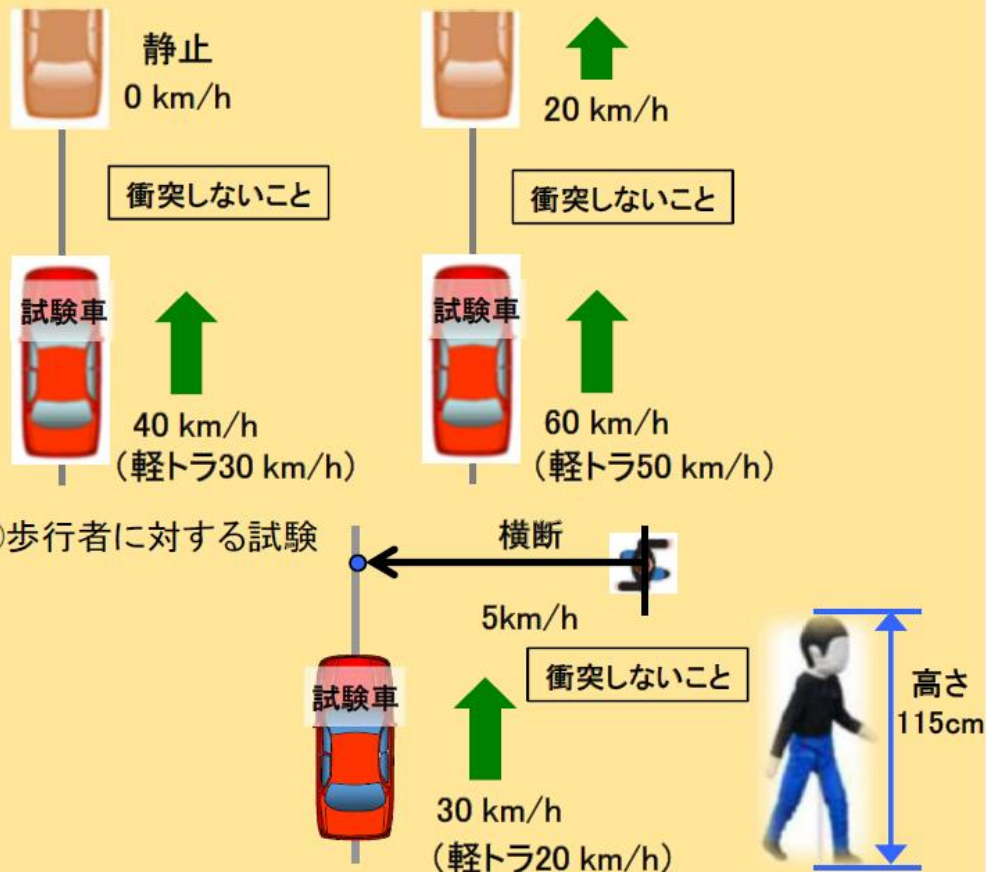 静止
0 km/h
20 km/h
衝突しないこと
衝突しないこと
試験車
試験車
40 km/h
(軽トラ30 km/h)
60 km/h
(軽トラ50 km/h)
歩行者に対する試験
横断
5km/h
衝突しないこと
試験車
高さ
115cm
30 km/h
(軽トラ20 km/h)